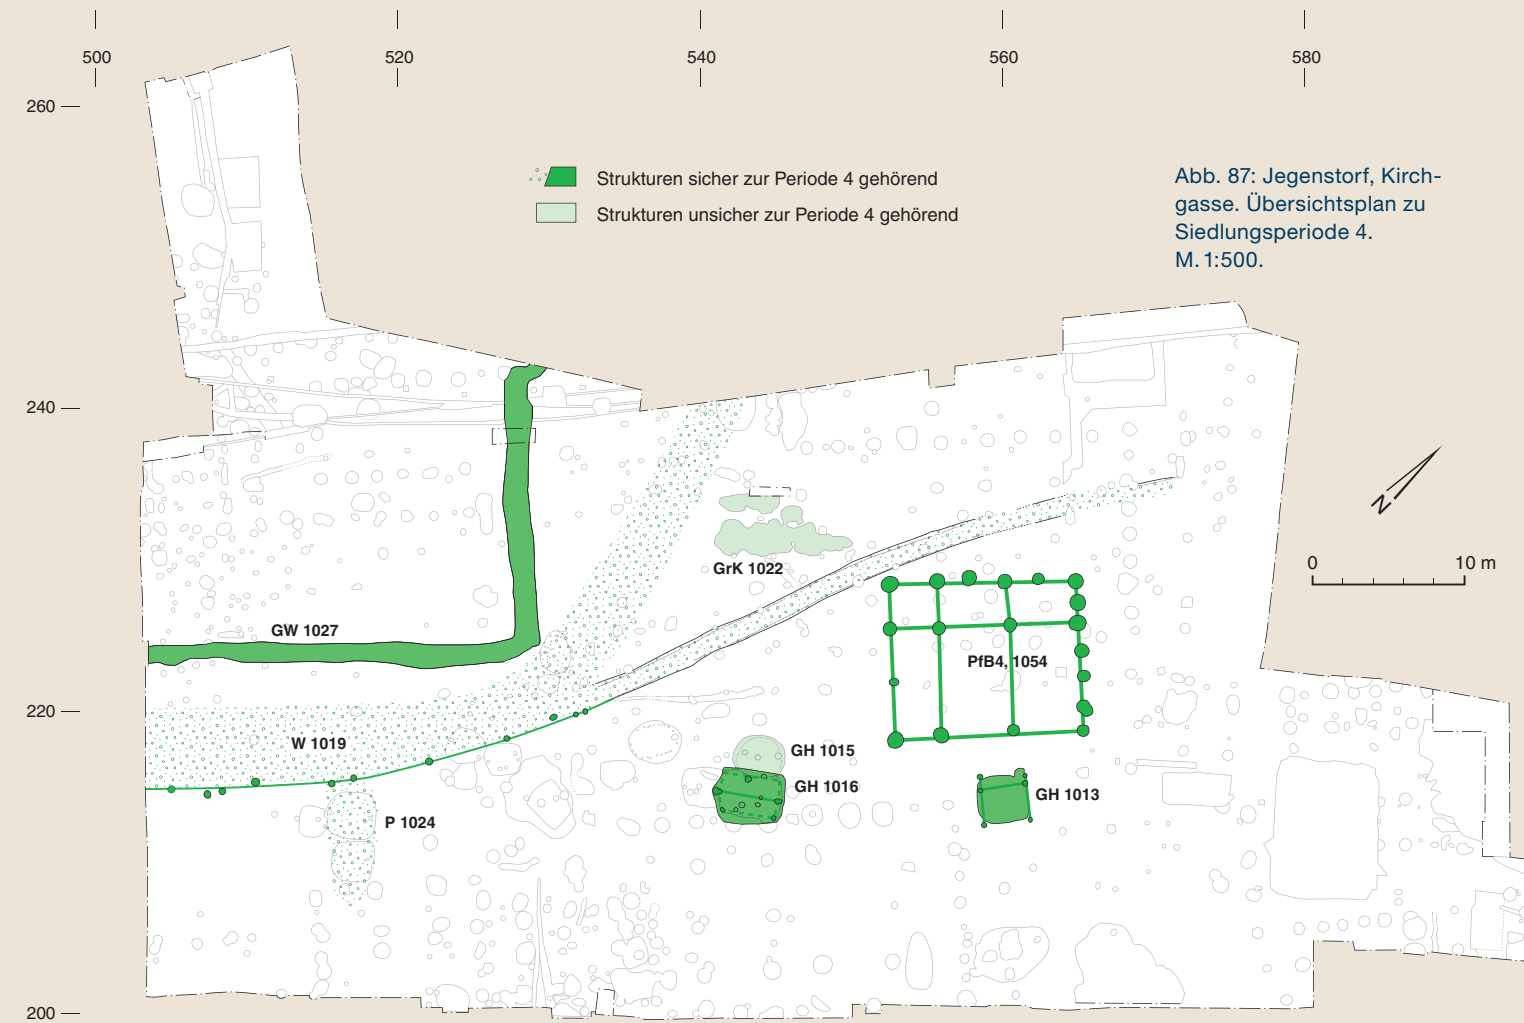 500 520 540 560 580
260
Strukturen sicher zur Periode 4 gehörend
Strukturen unsicher zur Periode 4 gehörend
Abb. 87: Jegenstorf, Kirch-
gasse. Übersichtsplan zu
Siedlungsperiode 4.
M. 1:500.
240
N
0 10 m
GrK 1022
GW 1027
PfB4, 1054
220
W 1019
GH 1015
GH 1016
GH 1013
P 1024
200